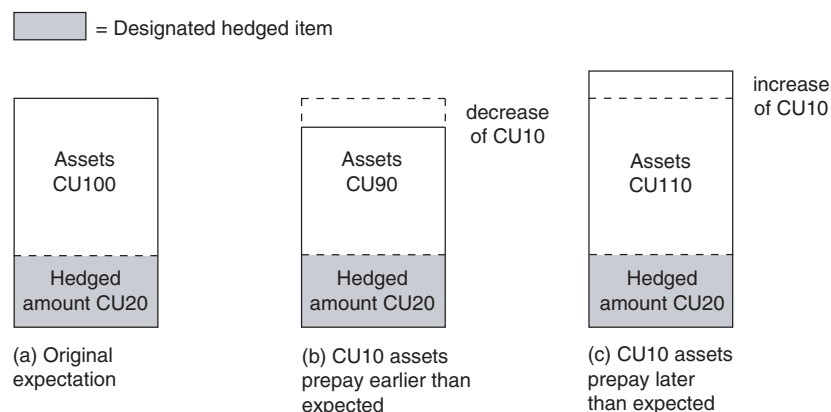 = Designated hedged item
Assets
CU100
Hedged
amount CU20
(a) Original
expectation
decrease
of CU10
Assets
CU90
Hedged
amount CU20
(b) CU10 assets
prepay earlier than
expected
increase
of CU10
Assets
CU110
Hedged
amount CU20
(c) CU10 assets
prepay later
than expected